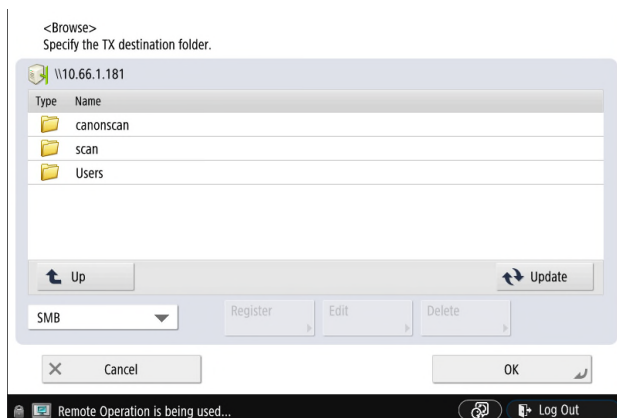 <Browse>
Specify the TX destination folder.
\\10.66.1.181
Type Name
canonscan
scan
Users
Up
Update
SMB
Register
Edit
Delete
Cancel
OK
Remote Operation is being used...
Log Out